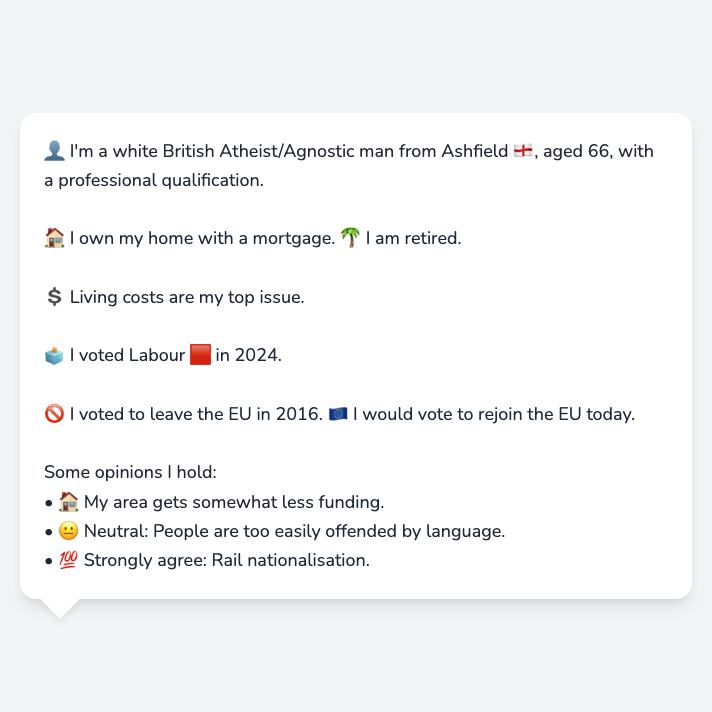 👤 I'm a white British Atheist/Agnostic man from Ashfield 🏴󠁧󠁢󠁥󠁮󠁧󠁿, aged 66, with
a professional qualification.
🏠 I own my home with a mortgage. 🌴 I am retired.
💲 Living costs are my top issue.
🗳️ I voted Labour 🟥 in 2024.
🚫 I voted to leave the EU in 2016. 🇪🇺 I would vote to rejoin the EU today.
Some opinions I hold:
• 🏠 My area gets somewhat less funding.
• 😐 Neutral: People are too easily offended by language.
• 💯 Strongly agree: Rail nationalisation.